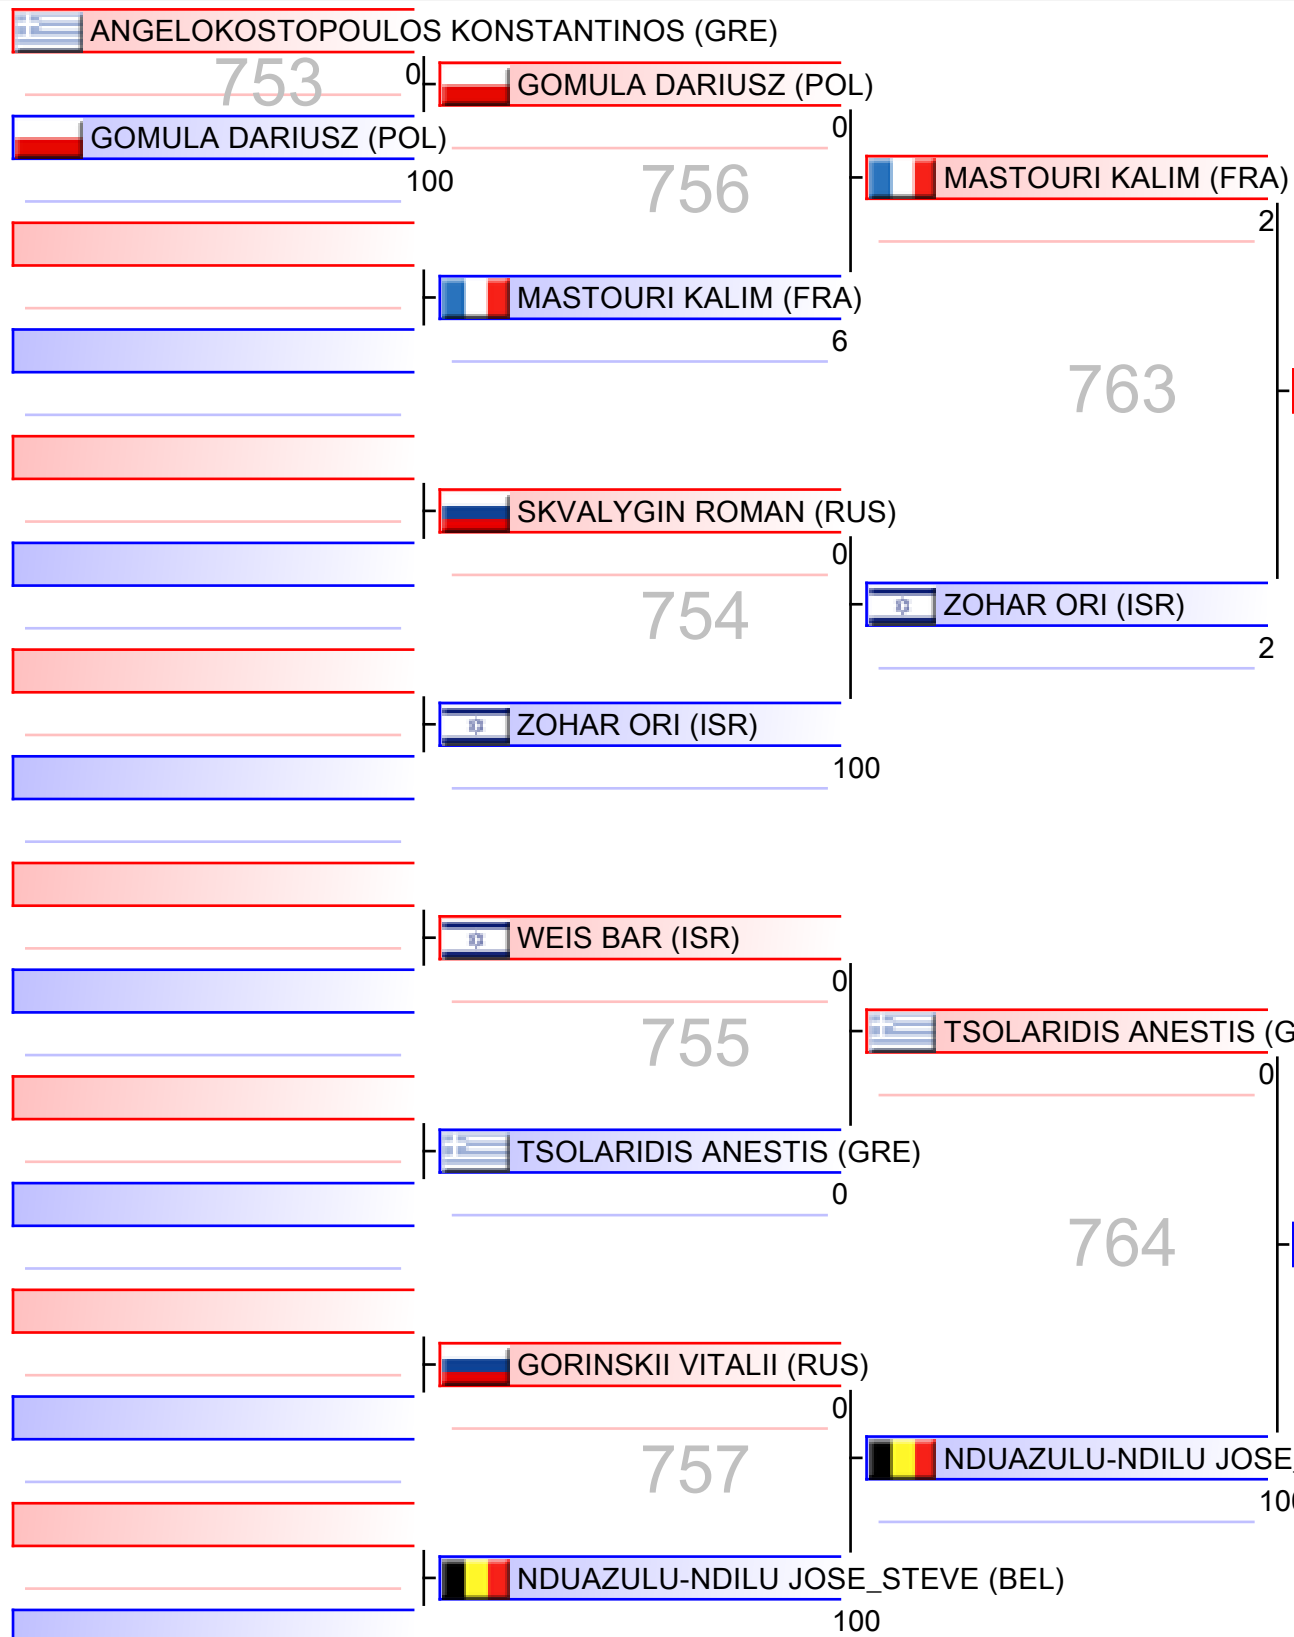 ANGELOKOSTOPOULOS KONSTANTINOS (GRE)
753
0
GOMULA DARIUSZ (POL)
0
GOMULA DARIUSZ (POL)
100
756
MASTOURI KALIM (FRA)
2
MASTOURI KALIM (FRA)
6
763
SKVALYGIN ROMAN (RUS)
0
754
ZOHAR ORI (ISR)
2
ZOHAR ORI (ISR)
100
WEIS BAR (ISR)
0
755
TSOLARIDIS ANESTIS (G
0
TSOLARIDIS ANESTIS (GRE)
0
764
GORINSKII VITALII (RUS)
0
757
NDUAZULU-NDILU JOSE_
100
NDUAZULU-NDILU JOSE_STEVE (BEL)
100